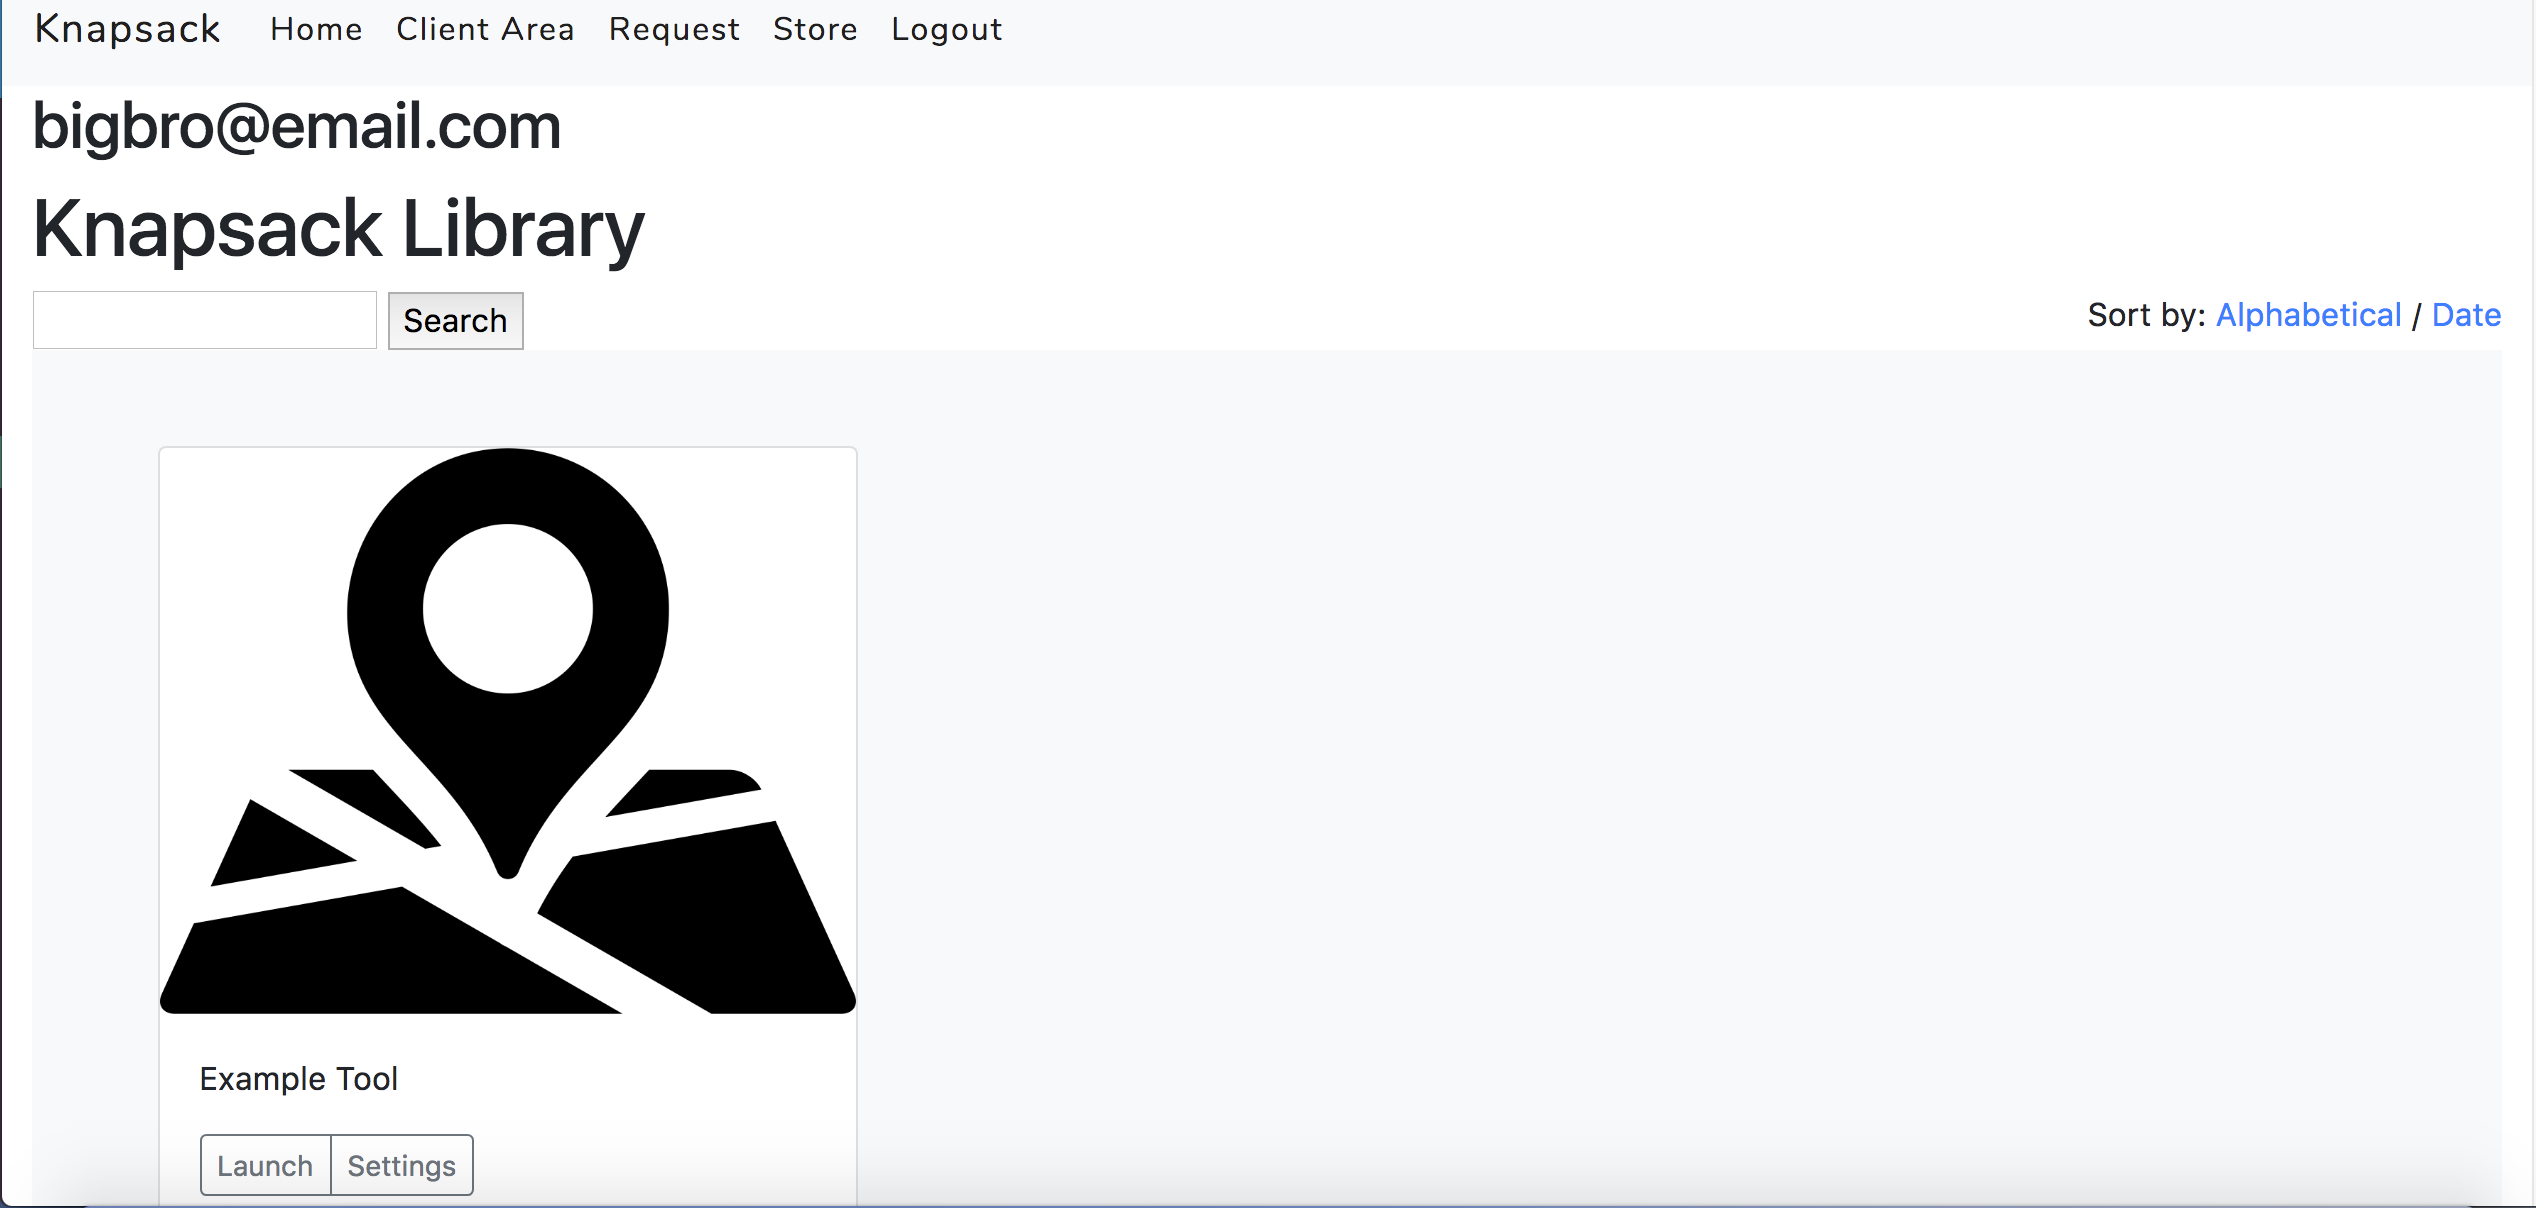 Knapsack Home Client Area Request Store Logout
bigbro@email.com
Knapsack Library
Search Sort by: Alphabetical / Date
Example Tool
Launch Settings